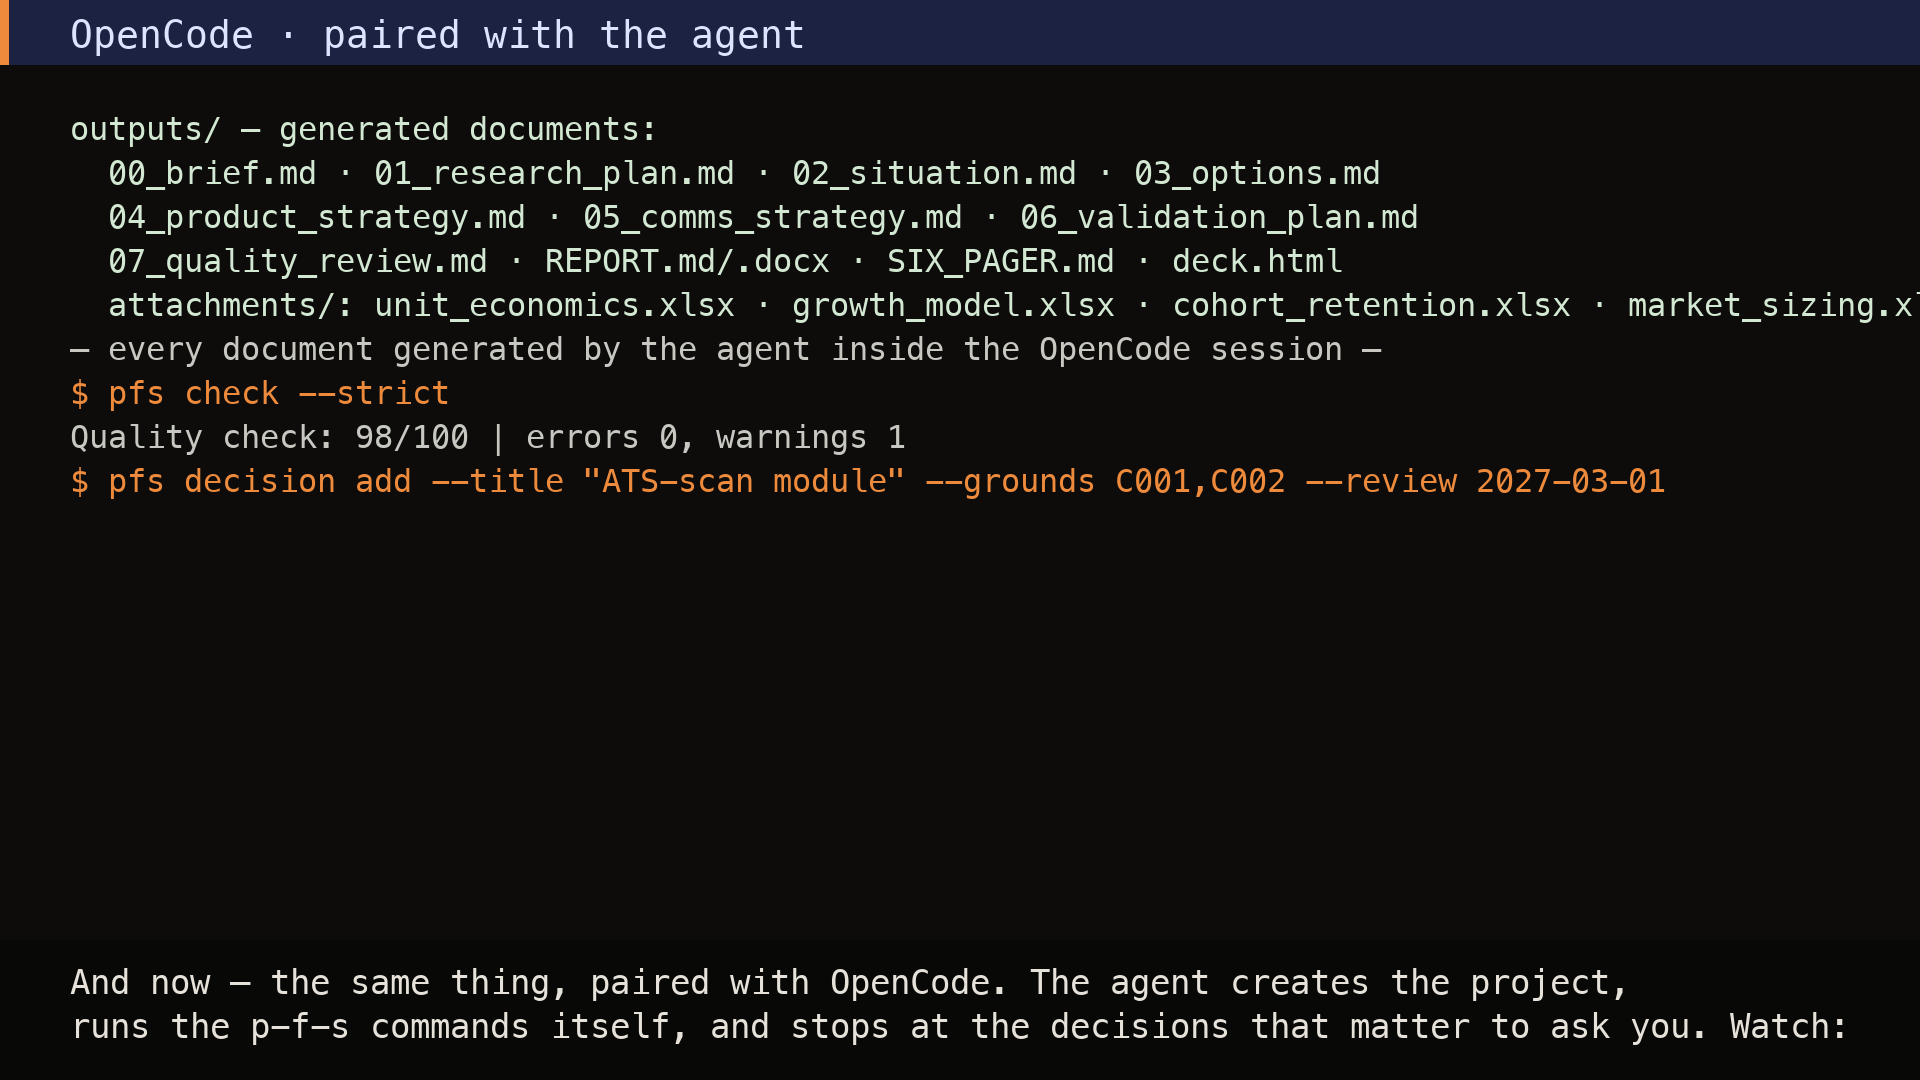 OpenCode · paired with the agent
outputs/ — generated documents:
00_brief.md · 01_research_plan.md · 02_situation.md · 03_options.md
04_product_strategy.md · 05_comms_strategy.md · 06_validation_plan.md
07_quality_review.md · REPORT.md/.docx · SIX_PAGER.md · deck.html
attachments/: unit_economics.xlsx · growth_model.xlsx · cohort_retention.xlsx · market_sizing.xl
— every document generated by the agent inside the OpenCode session —
$ pfs check --strict
Quality check: 98/100 | errors 0, warnings 1
$ pfs decision add --title "ATS-scan module" --grounds C001,C002 --review 2027-03-01
And now — the same thing, paired with OpenCode. The agent creates the project,
runs the p-f-s commands itself, and stops at the decisions that matter to ask you. Watch: